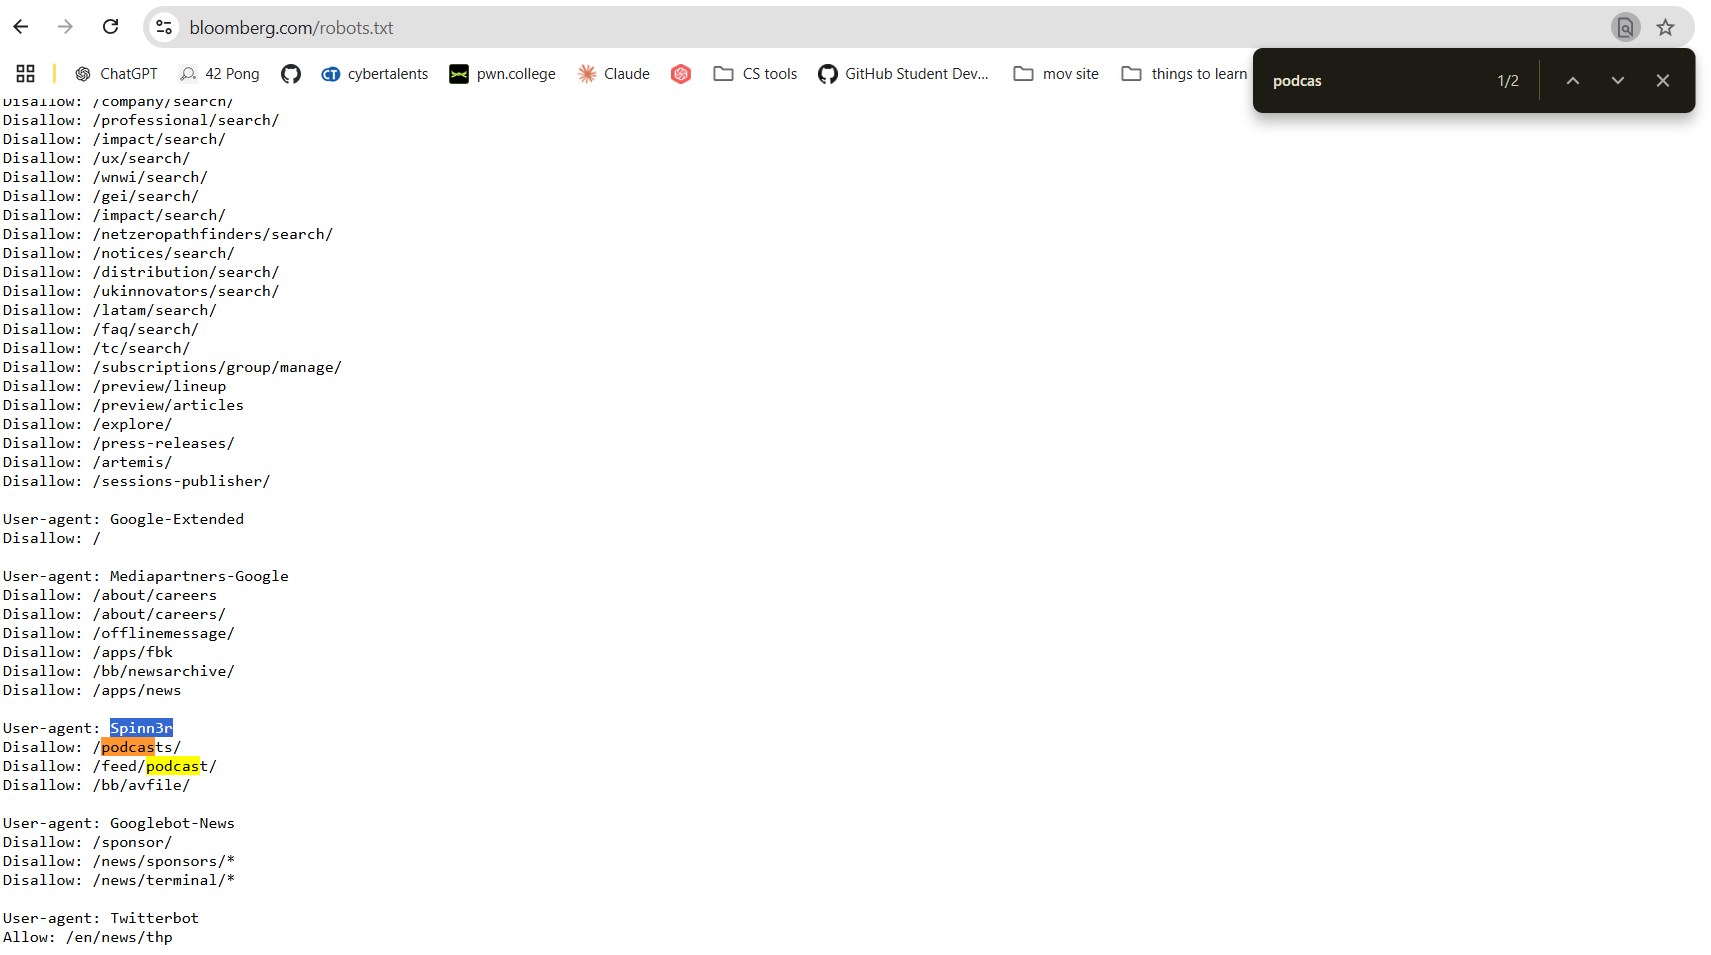 bloomberg.com/robots.txt
ChatGPT
42 Pong
CT
cybertalents
pwn.college
Claude
CS tools
GitHub Student Dev...
mov site
things to learn
podcas
1/2
Disallow: /company/search/
Disallow: /professional/search/
Disallow: /impact/search/
Disallow: /ux/search/
Disallow: /wnwi/search/
Disallow: /gei/search/
Disallow: /impact/search/
Disallow: /netzeropathfinders/search/
Disallow: /notices/search/
Disallow: /distribution/search/
Disallow: /ukinnovators/search/
Disallow: /latam/search/
Disallow: /faq/search/
Disallow: /tc/search/
Disallow: /subscriptions/group/manage/
Disallow: /preview/lineup
Disallow: /preview/articles
Disallow: /explore/
Disallow: /press-releases/
Disallow: /artemis/
Disallow: /sessions-publisher/
User-agent: Google-Extended
Disallow: /
User-agent: Mediapartners-Google
Disallow: /about/careers
Disallow: /about/careers/
Disallow: /offlinemessage/
Disallow: /apps/fbk
Disallow: /bb/newsarchive/
Disallow: /apps/news
User-agent: Spinn3r
Disallow: /podcasts/
Disallow: /feed/podcast/
Disallow: /bb/avfile/
User-agent: Googlebot-News
Disallow: /sponsor/
Disallow: /news/sponsors/*
Disallow: /news/terminal/*
User-agent: Twitterbot
Allow: /en/news/thp